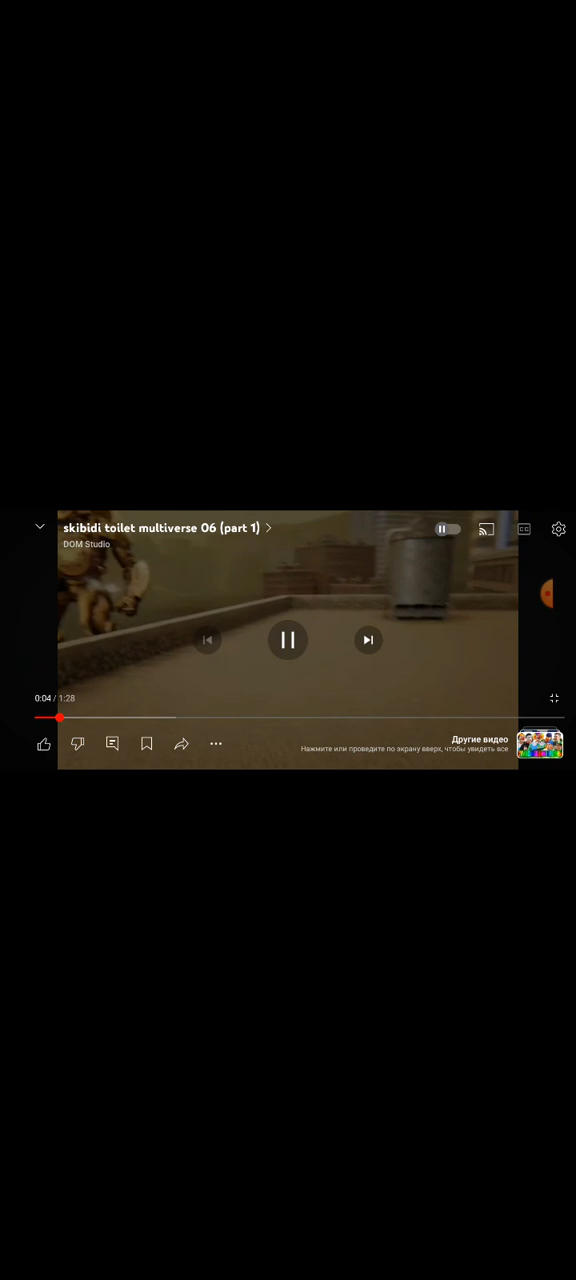 skibidi toilet multiverse 06 (part 1)
DOM Studio
CC
0:04 / 1:28
Другие видео
Нажмите или проведите по экрану вверх, чтобы увидеть все